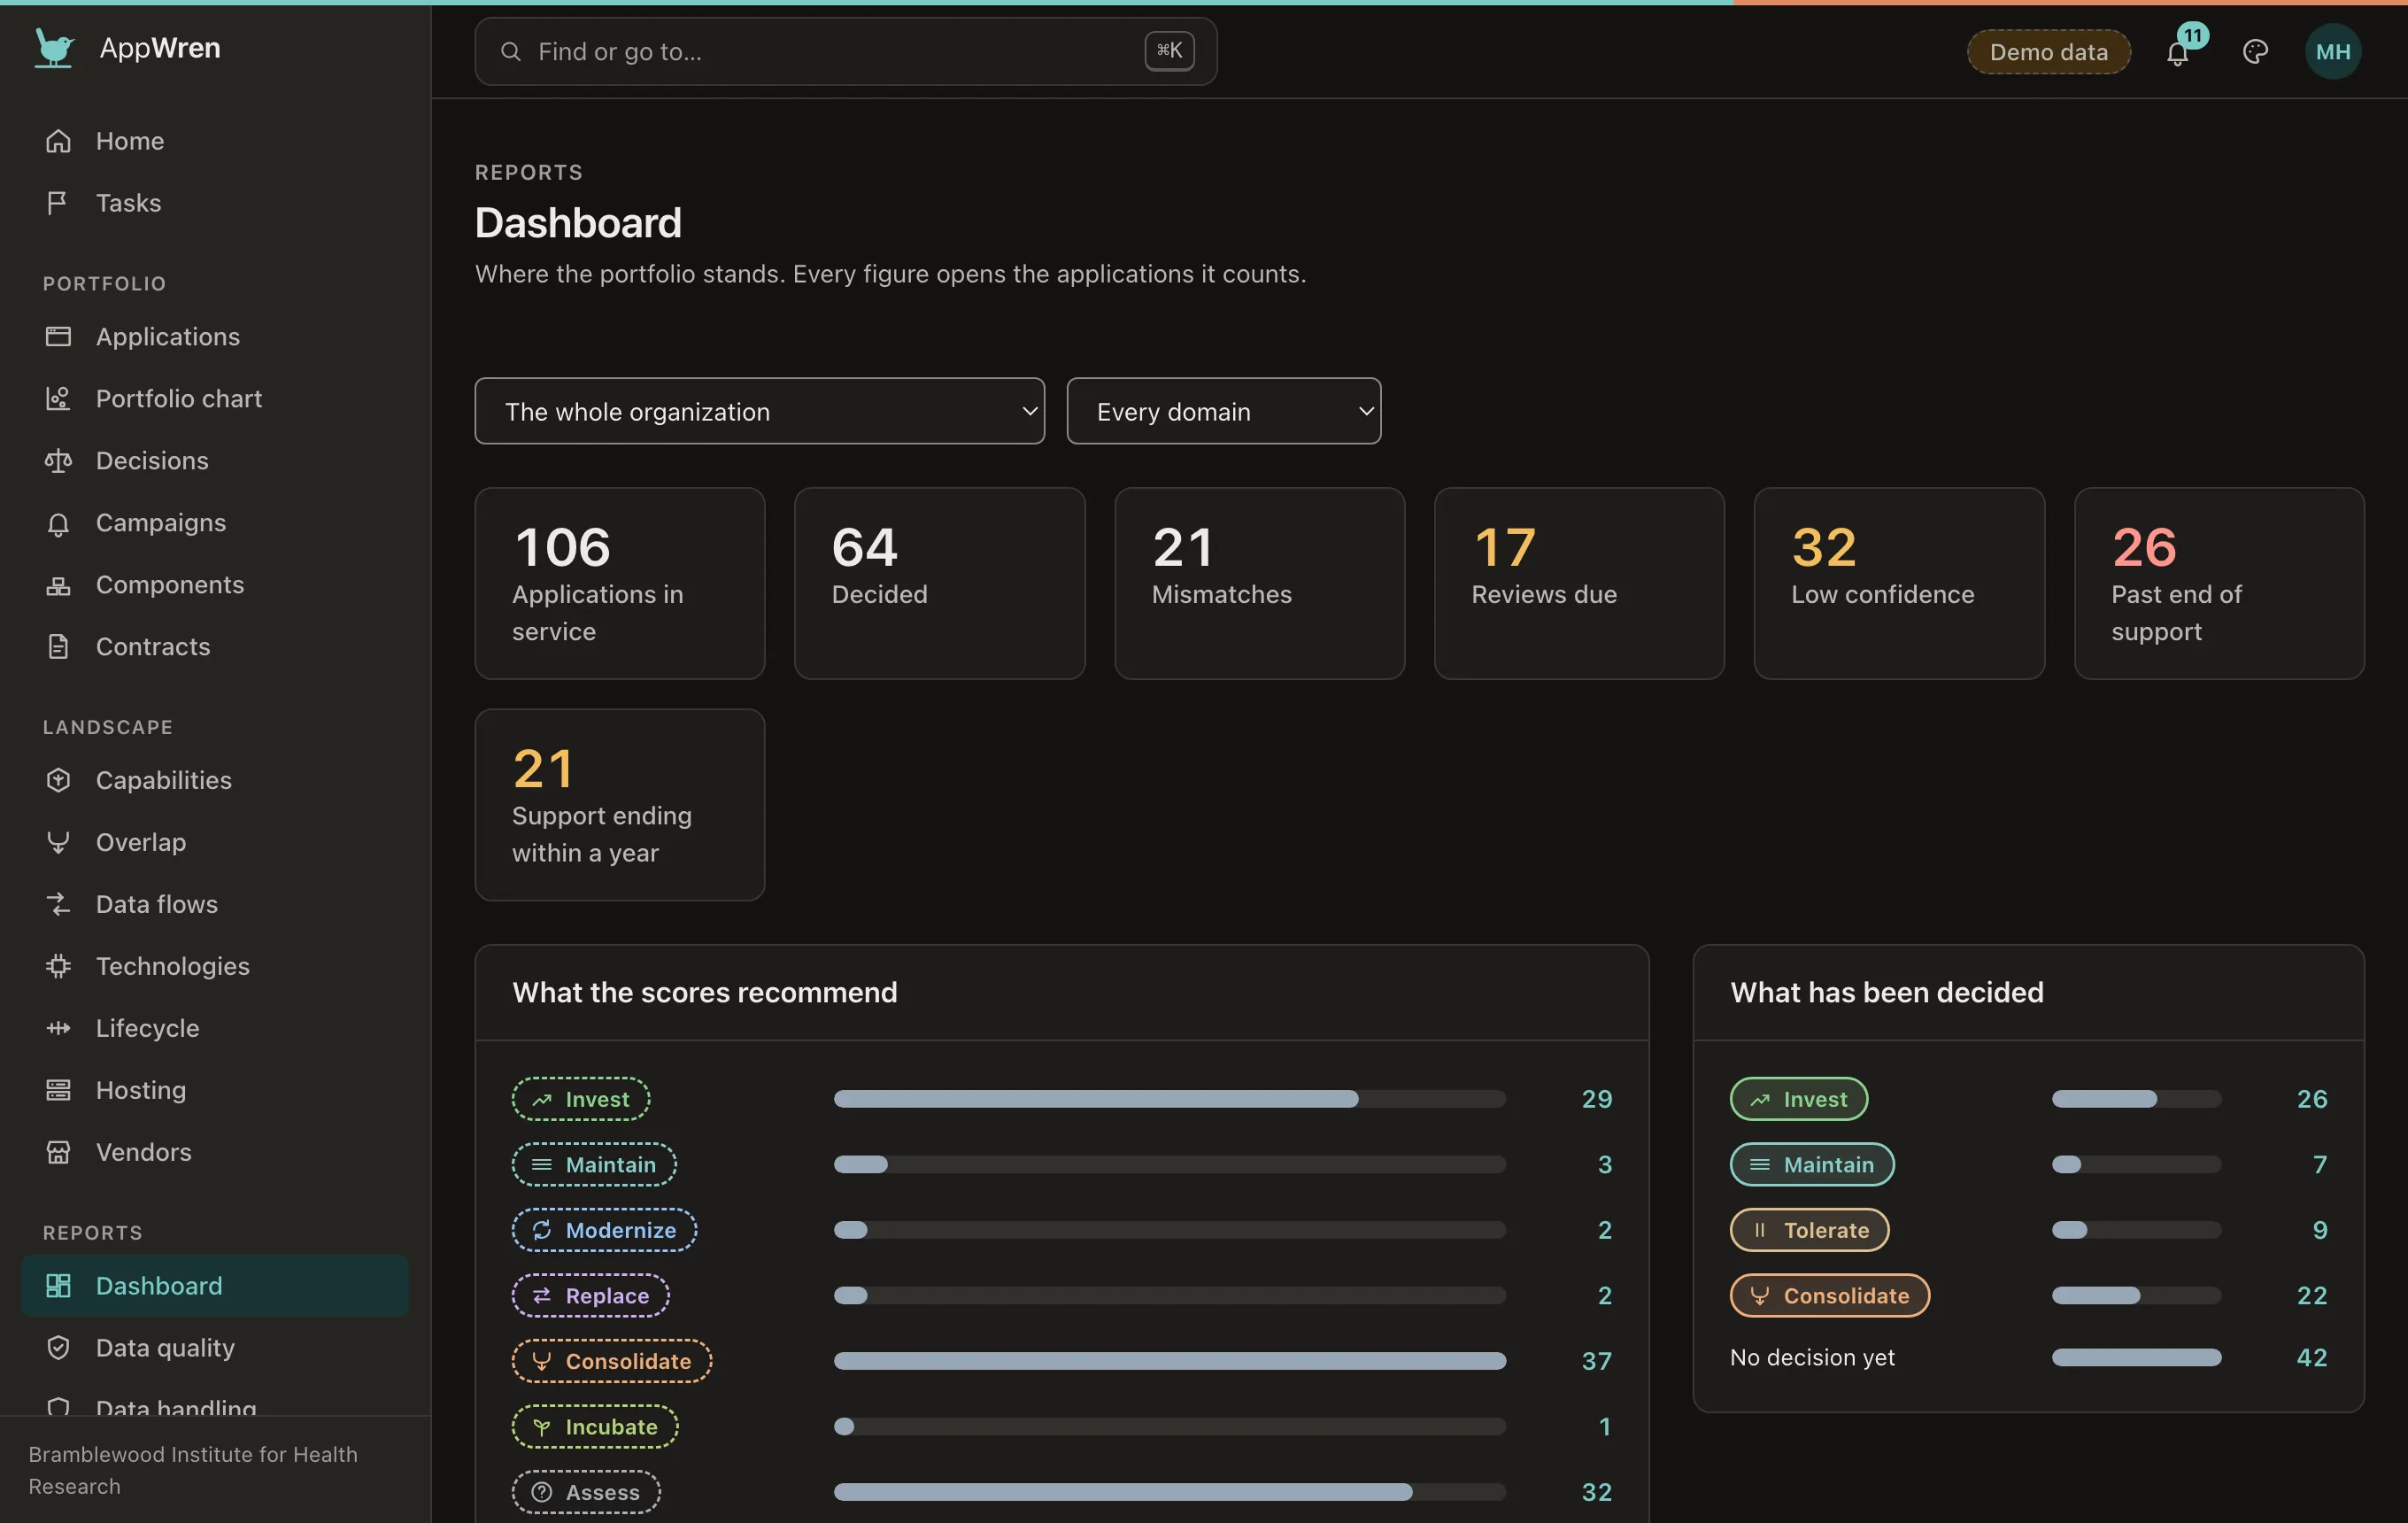 AppWren
Find or go to...
⌘K
Demo data
11
MH
Home
Tasks
PORTFOLIO
Applications
Portfolio chart
Decisions
Campaigns
Components
Contracts
LANDSCAPE
Capabilities
Overlap
Data flows
Technologies
Lifecycle
Hosting
Vendors
REPORTS
Dashboard
Data quality
Data handling
Bramblewood Institute for Health
Research
REPORTS
Dashboard
Where the portfolio stands. Every figure opens the applications it counts.
The whole organization
Every domain
106
Applications in
service
64
Decided
21
Mismatches
17
Reviews due
32
Low confidence
26
Past end of
support
21
Support ending
within a year
What the scores recommend
Invest 29
Maintain 3
Modernize 2
Replace 2
Consolidate 37
Incubate 1
Assess 32
What has been decided
Invest 26
Maintain 7
Tolerate 9
Consolidate 22
No decision yet 42